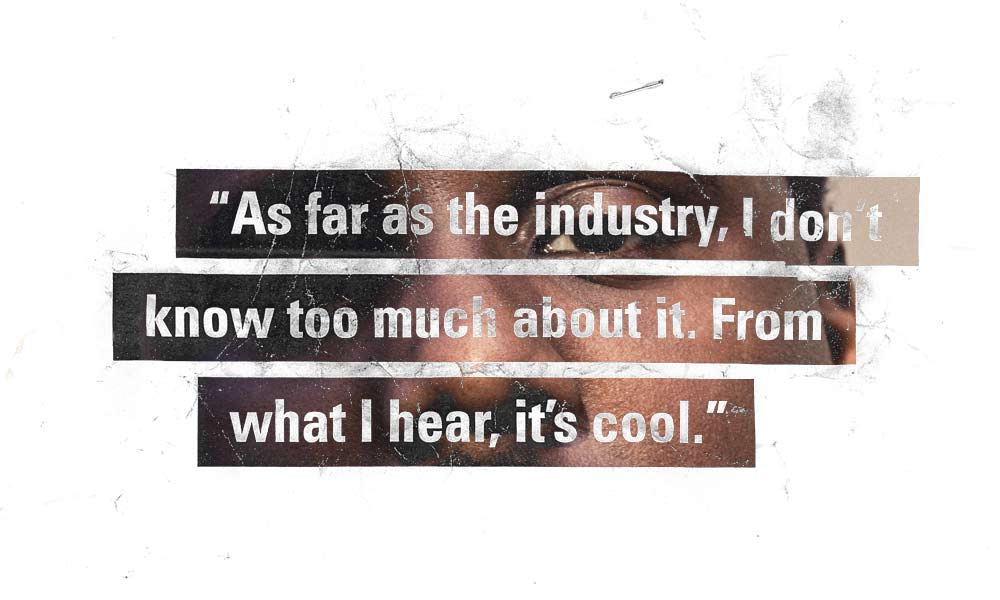 “As far as the industry, I don’t
know too much about it. From
what I hear, it’s cool.”